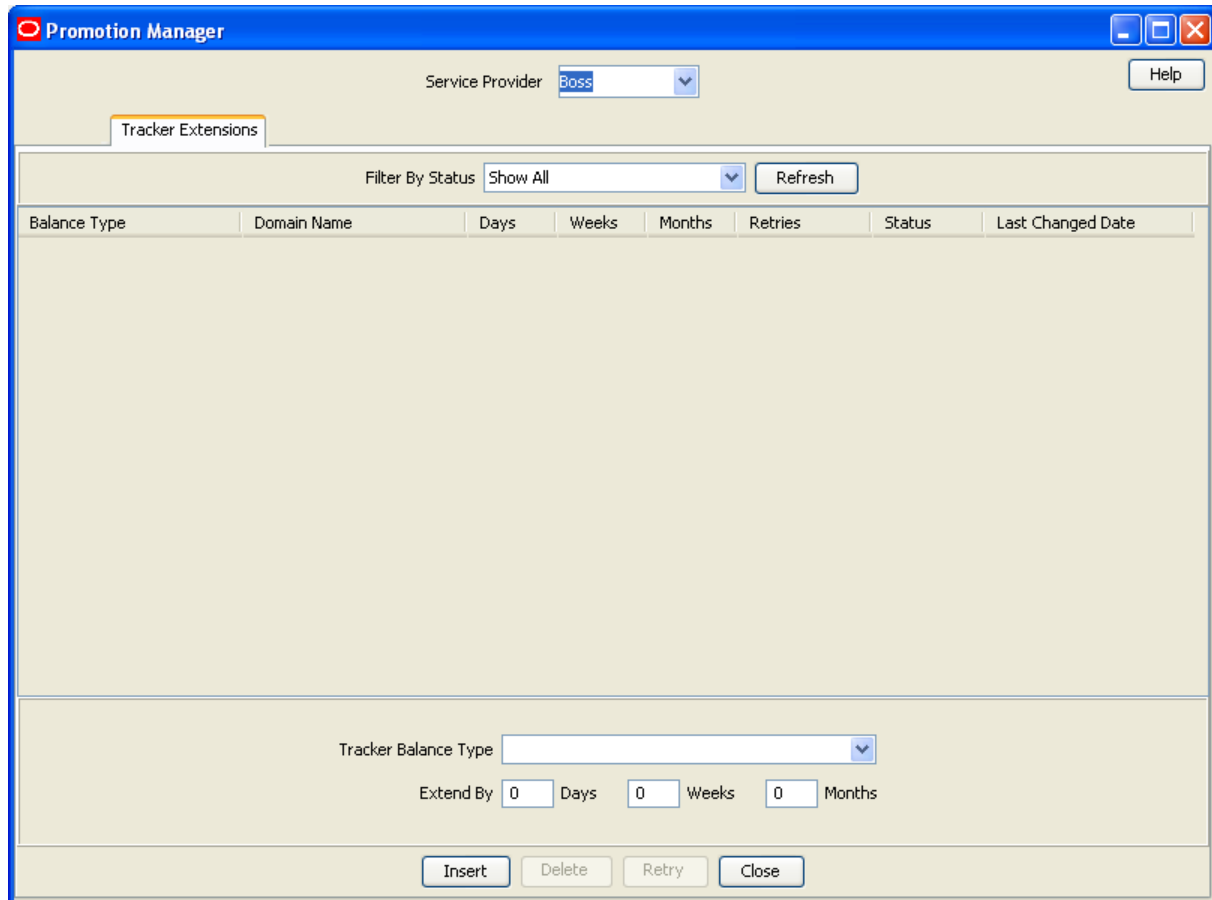 Promotion Manager
Service Provider Boss Help
Tracker Extensions
Filter By Status Show All Refresh
Balance Type Domain Name Days Weeks Months Retries Status Last Changed Date
Tracker Balance Type
Extend By 0 Days 0 Weeks 0 Months
Insert Delete Retry Close